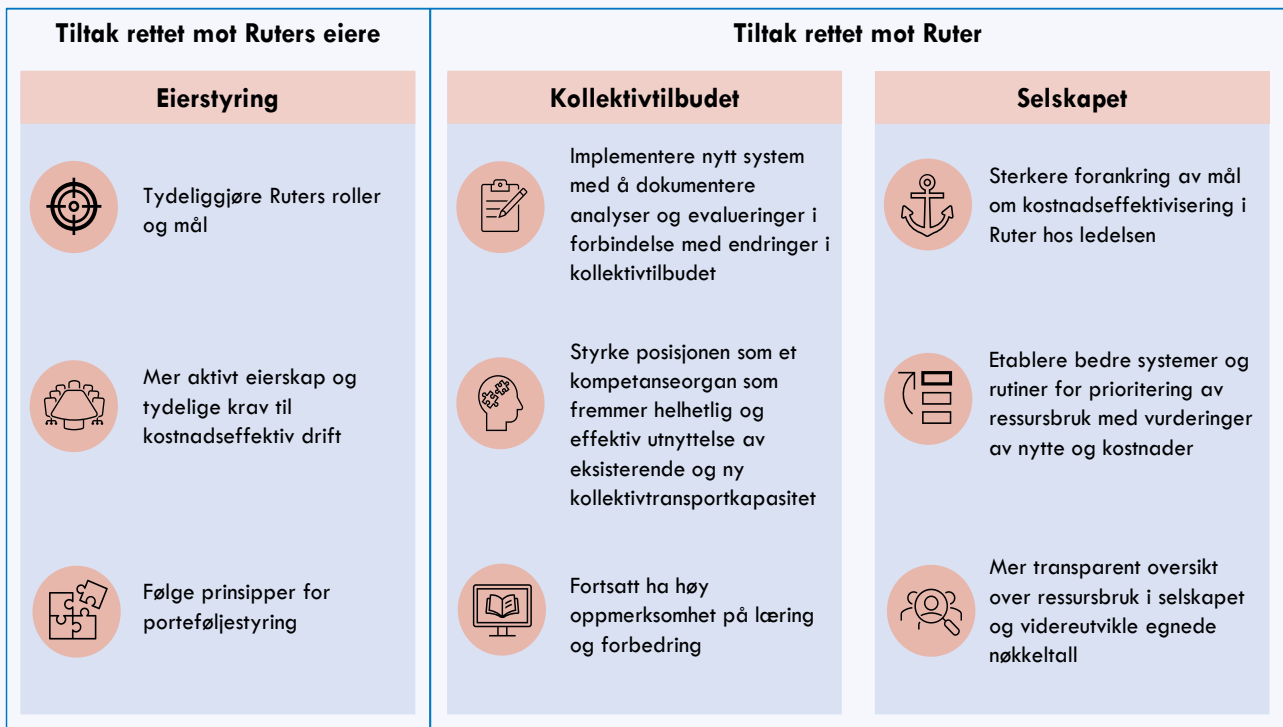 Tiltak rettet mot Ruters eiere
Eierstyring
Tydeliggjøre Ruters roller
og mål
Mer aktivt eierskap og
tydelige krav til
kostnadseffektiv drift
Følge prinsipper for
porteføljestyring
Tiltak rettet mot Ruter
Kollektivtilbudet
Implementere nytt system
med å dokumentere
analyser og evalueringer i
forbindelse med endringer i
kollektivtilbudet
Styrke posisjonen som et
kompetanseorgan som
fremmer helhetlig og
effektiv utnyttelse av
eksisterende og ny
kollektivtransportkapasitet
Fortsatt ha høy
oppmerksomhet på læring
og forbedring
Selskapet
Sterkere forankring av mål
om kostnadseffektivisering i
Ruter hos ledelsen
Etablere bedre systemer og
rutiner for prioritering av
ressursbruk med vurderinger
av nytte og kostnader
Mer transparent oversikt
over ressursbruk i selskapet
og videreutvikle egnede
nøkkeltall